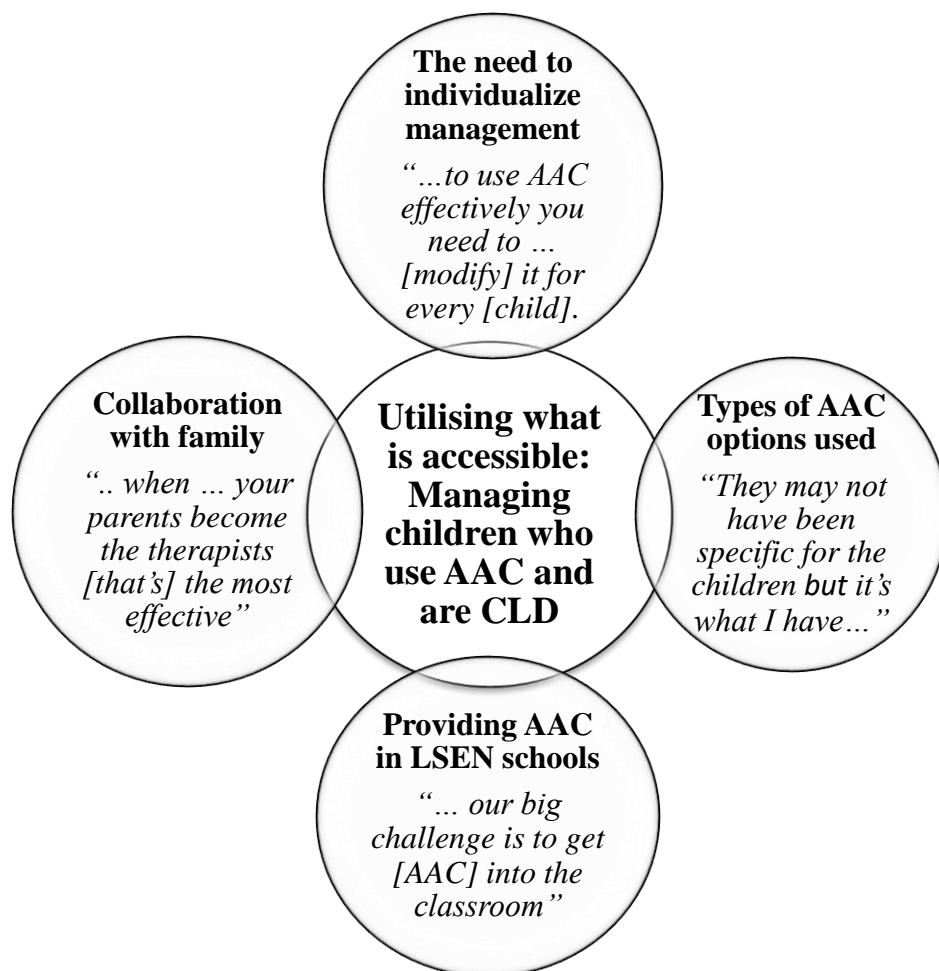 The need to
individualize
management
“…to use AAC
effectively you
need to …
[modify] it for
every [child].
Collaboration
with family
“.. when … your
parents become
the therapists
[that’s] the most
effective”
Utilising what
is accessible:
Managing
children who
use AAC and
are CLD
Types of AAC
options used
“They may not
have been
specific for the
children but it’s
what I have…”
Providing AAC
in LSEN schools
“… our big
challenge is to get
[AAC] into the
classroom”